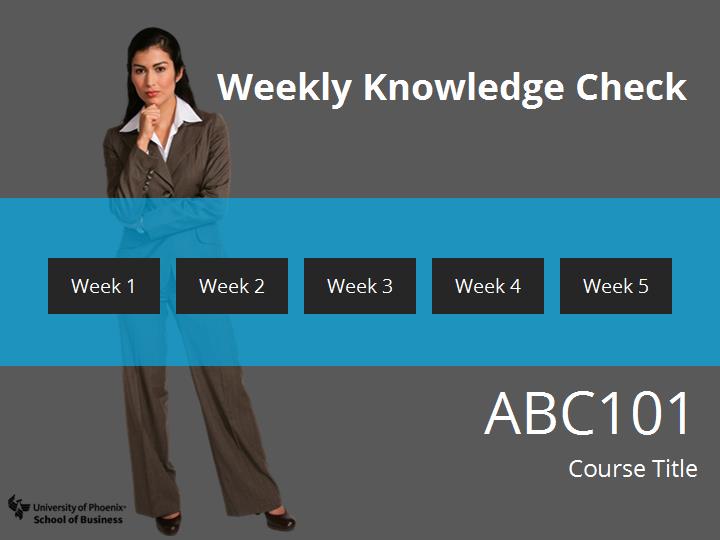 Weekly Knowledge Check
Week 1 Week 2 Week 3 Week 4 Week 5
ABC101
Course Title
University of Phoenix®
School of Business